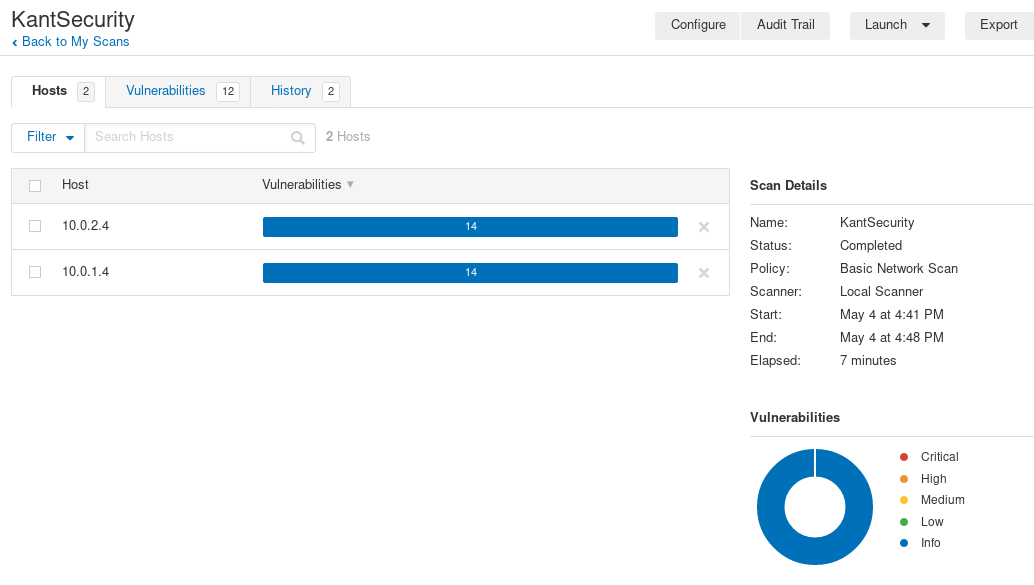 KantSecurity
Back to My Scans
Configure Audit Trail Launch Export
Hosts 2 Vulnerabilities 12 History 2
Filter Search Hosts 2 Hosts
Host Vulnerabilities
10.0.2.4 14
10.0.1.4 14
Scan Details
Name: KantSecurity
Status: Completed
Policy: Basic Network Scan
Scanner: Local Scanner
Start: May 4 at 4:41 PM
End: May 4 at 4:48 PM
Elapsed: 7 minutes
Vulnerabilities
Critical
High
Medium
Low
Info